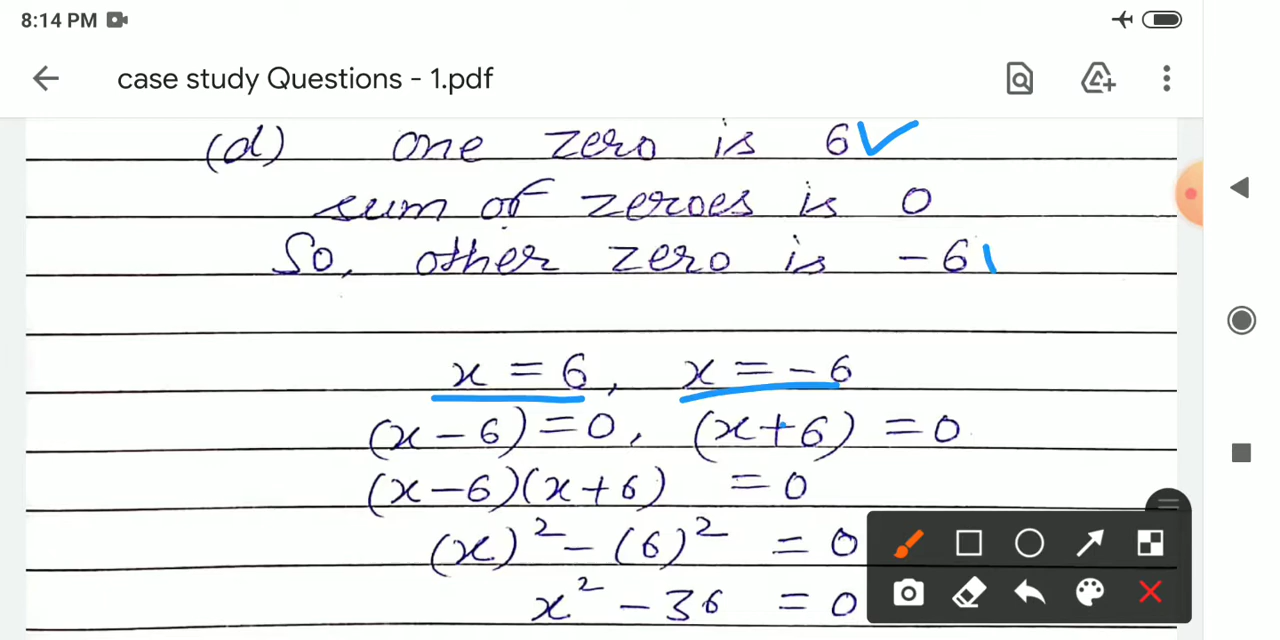 8:14 PM
case study Questions - 1.pdf
(d) one zero is 6
sum of zeroes is 0
So, other zero is -6
x = 6, x = -6
(x-6)=0, (x+6)=0
(x-6)(x+6) = 0
(x)² - (6)² = 0
x² - 36 = 0